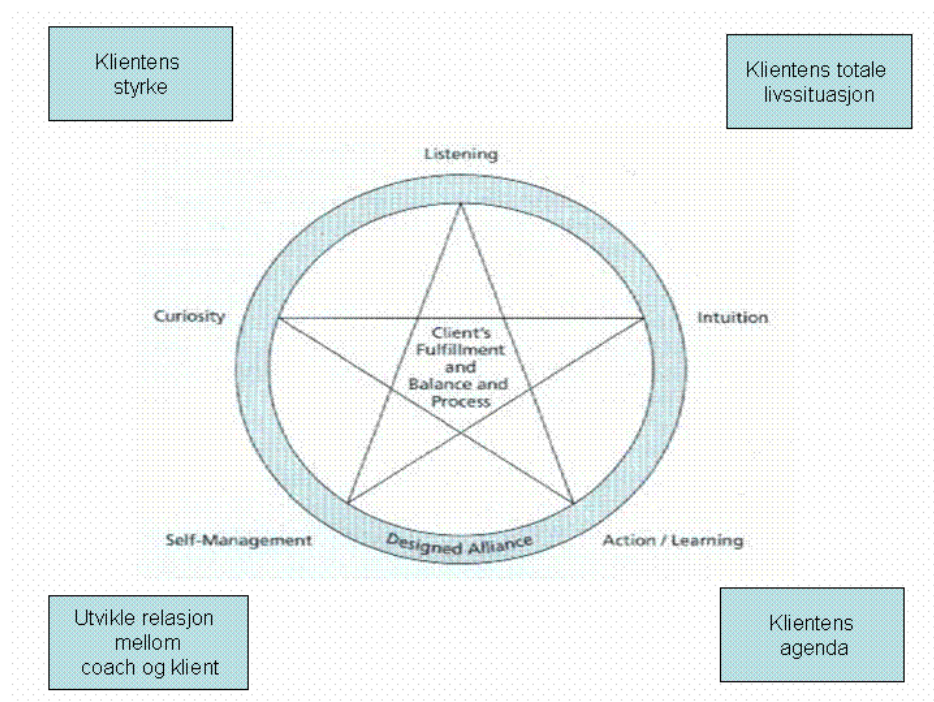 Klientens
styrke
Klientens totale
livssituasjon
Listening
Curiosity
Intuition
Client's
Fulfillment
and
Balance and
Process
Self-Management
Designed Alliance
Action / Learning
Utvikle relasjon
mellom
coach og klient
Klientens
agenda